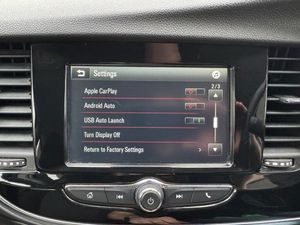 Settings
2/3
Apple CarPlay
Android Auto
USB Auto Launch
Turn Display Off
Return to Factory Settings